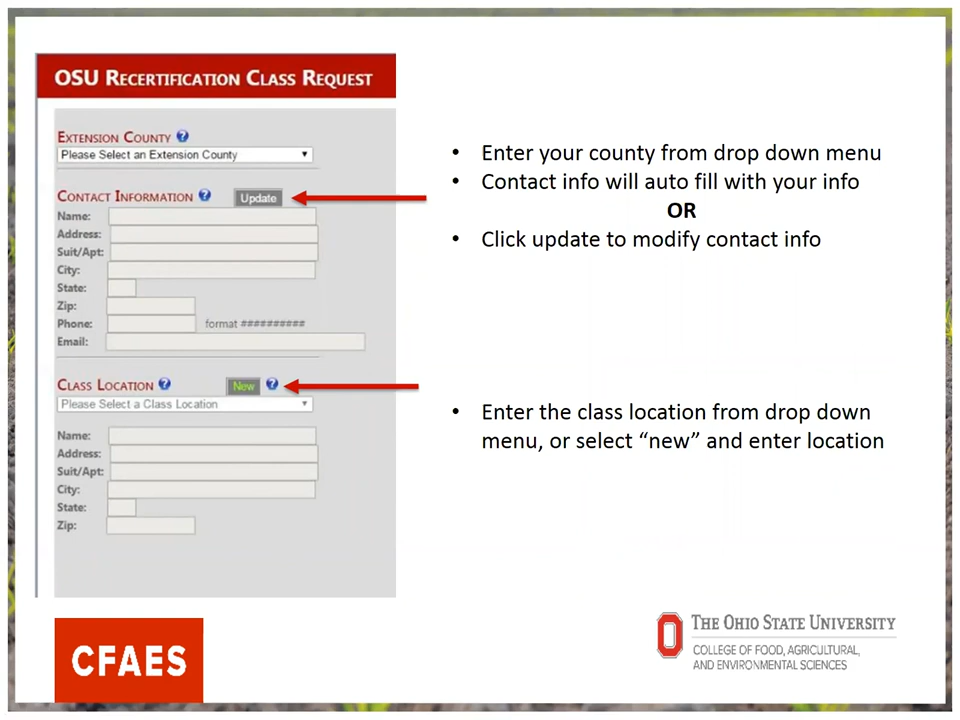 OSU RECERTIFICATION CLASS REQUEST
EXTENSION COUNTY ?
Please Select an Extension County ▼
CONTACT INFORMATION ? Update
Name:
Address:
Suit/Apt:
City:
State:
Zip:
Phone: format ##########
Email:
CLASS LOCATION ? New ?
Please Select a Class Location ▼
Name:
Address:
Suit/Apt:
City:
State:
Zip:
• Enter your county from drop down menu
• Contact info will auto fill with your info
OR
• Click update to modify contact info
• Enter the class location from drop down
menu, or select “new” and enter location
CFAES
THE OHIO STATE UNIVERSITY
COLLEGE OF FOOD, AGRICULTURAL,
AND ENVIRONMENTAL SCIENCES